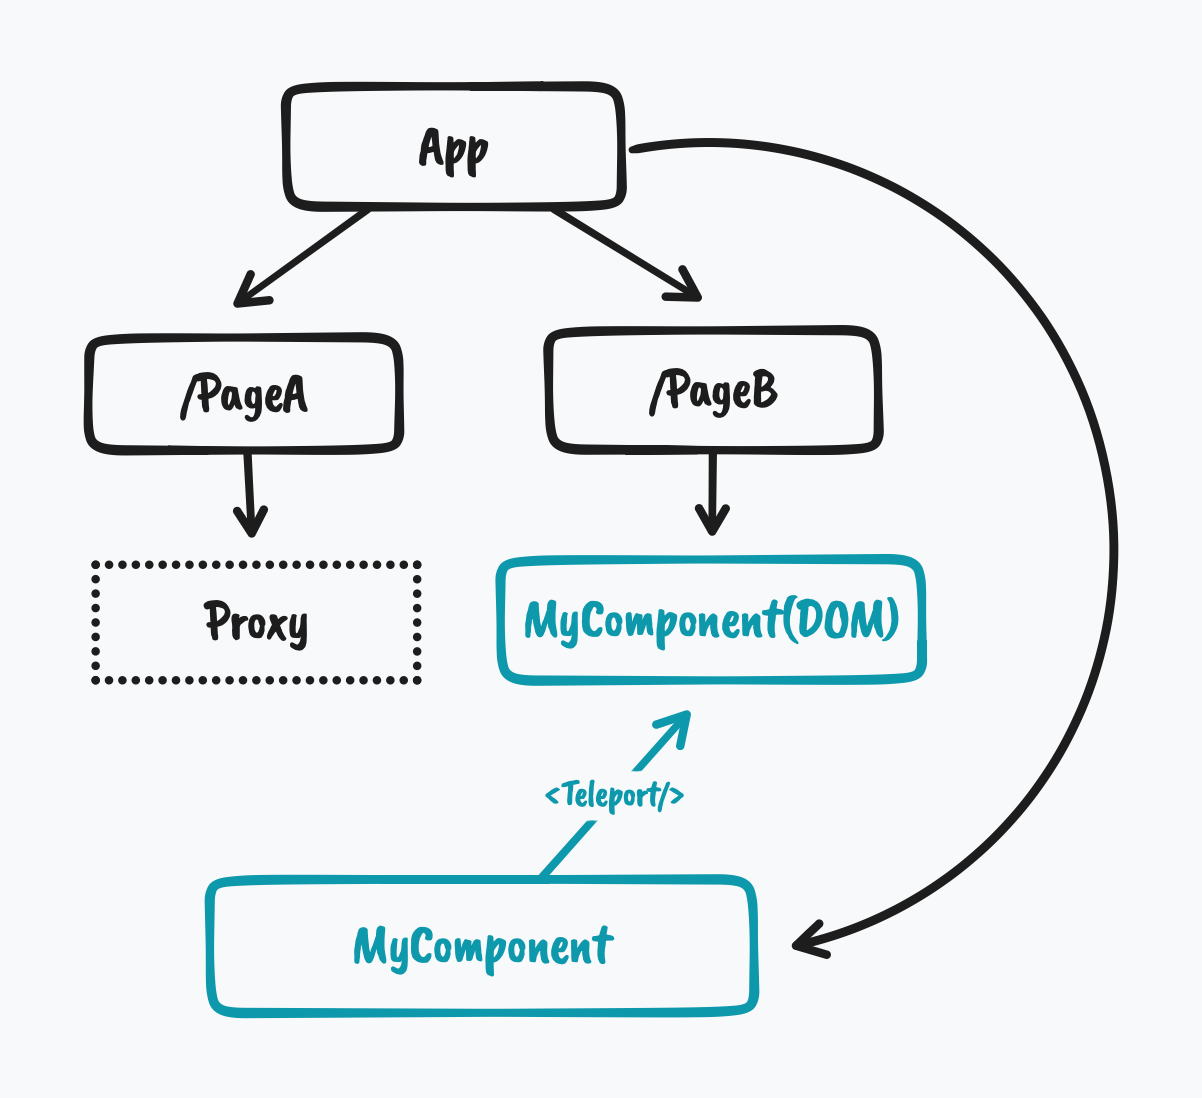 App
/PageA
/PageB
Proxy
MyComponent(DOM)
<Teleport/>
MyComponent